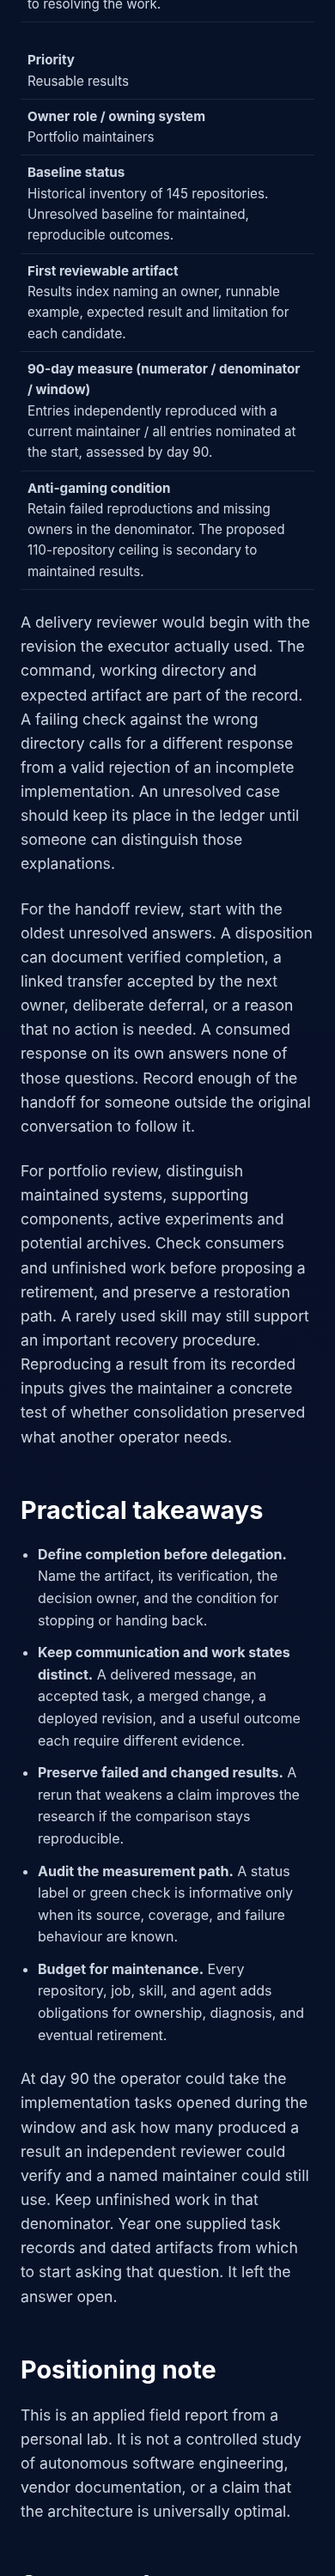 to resolving the work.
Priority
Reusable results
Owner role / owning system
Portfolio maintainers
Baseline status
Historical inventory of 145 repositories.
Unresolved baseline for maintained,
reproducible outcomes.
First reviewable artifact
Results index naming an owner, runnable
example, expected result and limitation for
each candidate.
90-day measure (numerator / denominator
/ window)
Entries independently reproduced with a
current maintainer / all entries nominated at
the start, assessed by day 90.
Anti-gaming condition
Retain failed reproductions and missing
owners in the denominator. The proposed
110-repository ceiling is secondary to
maintained results.
A delivery reviewer would begin with the
revision the executor actually used. The
command, working directory and
expected artifact are part of the record.
A failing check against the wrong
directory calls for a different response
from a valid rejection of an incomplete
implementation. An unresolved case
should keep its place in the ledger until
someone can distinguish those
explanations.
For the handoff review, start with the
oldest unresolved answers. A disposition
can document verified completion, a
linked transfer accepted by the next
owner, deliberate deferral, or a reason
that no action is needed. A consumed
response on its own answers none of
those questions. Record enough of the
handoff for someone outside the original
conversation to follow it.
For portfolio review, distinguish
maintained systems, supporting
components, active experiments and
potential archives. Check consumers
and unfinished work before proposing a
retirement, and preserve a restoration
path. A rarely used skill may still support
an important recovery procedure.
Reproducing a result from its recorded
inputs gives the maintainer a concrete
test of whether consolidation preserved
what another operator needs.
Practical takeaways
• Define completion before delegation.
Name the artifact, its verification, the
decision owner, and the condition for
stopping or handing back.
• Keep communication and work states
distinct. A delivered message, an
accepted task, a merged change, a
deployed revision, and a useful outcome
each require different evidence.
• Preserve failed and changed results. A
rerun that weakens a claim improves the
research if the comparison stays
reproducible.
• Audit the measurement path. A status
label or green check is informative only
when its source, coverage, and failure
behaviour are known.
• Budget for maintenance. Every
repository, job, skill, and agent adds
obligations for ownership, diagnosis, and
eventual retirement.
At day 90 the operator could take the
implementation tasks opened during the
window and ask how many produced a
result an independent reviewer could
verify and a named maintainer could still
use. Keep unfinished work in that
denominator. Year one supplied task
records and dated artifacts from which
to start asking that question. It left the
answer open.
Positioning note
This is an applied field report from a
personal lab. It is not a controlled study
of autonomous software engineering,
vendor documentation, or a claim that
the architecture is universally optimal.